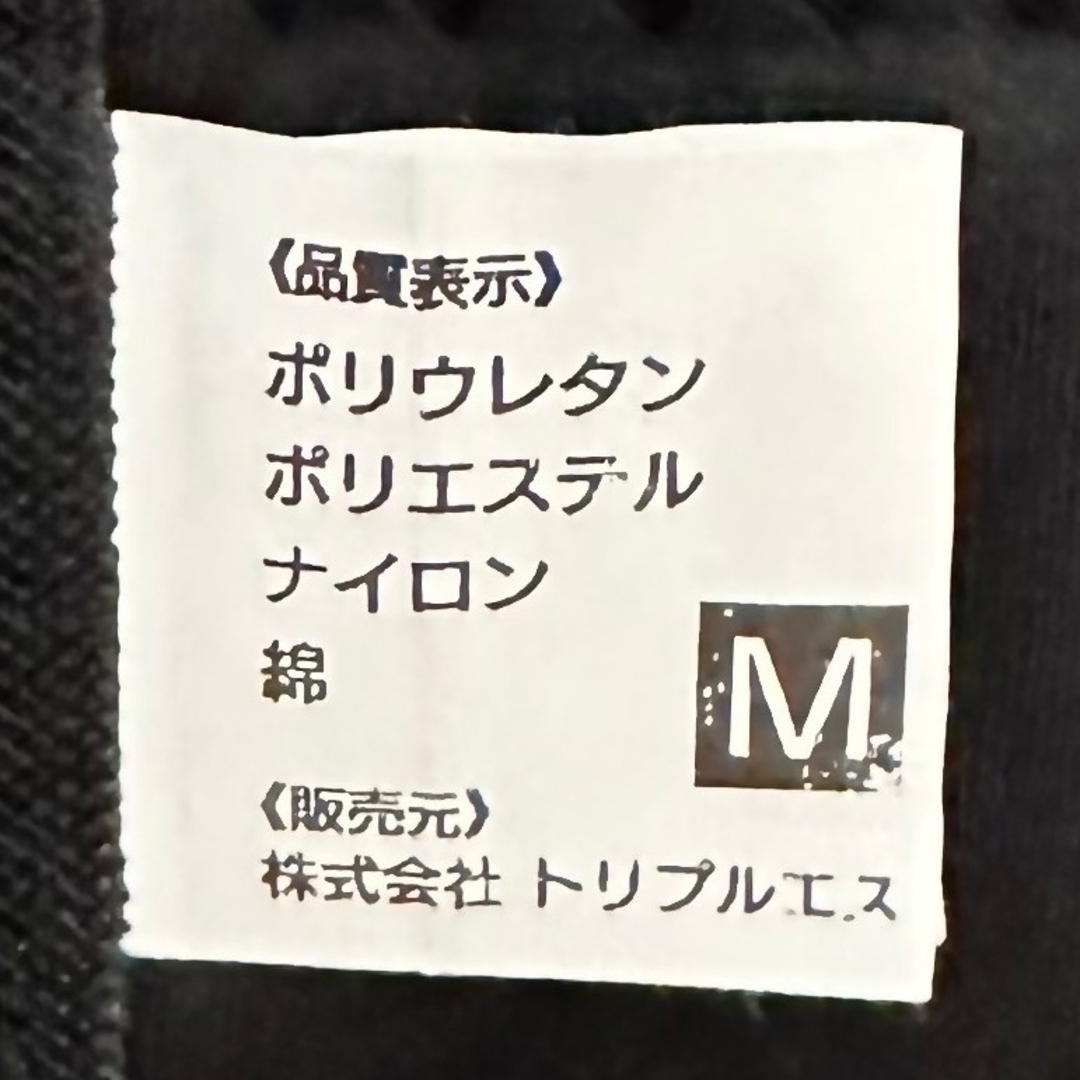 《品質表示》
ポリウレタン
ポリエステル
ナイロン
綿
M
《販売元》
株式会社 トリプルエス